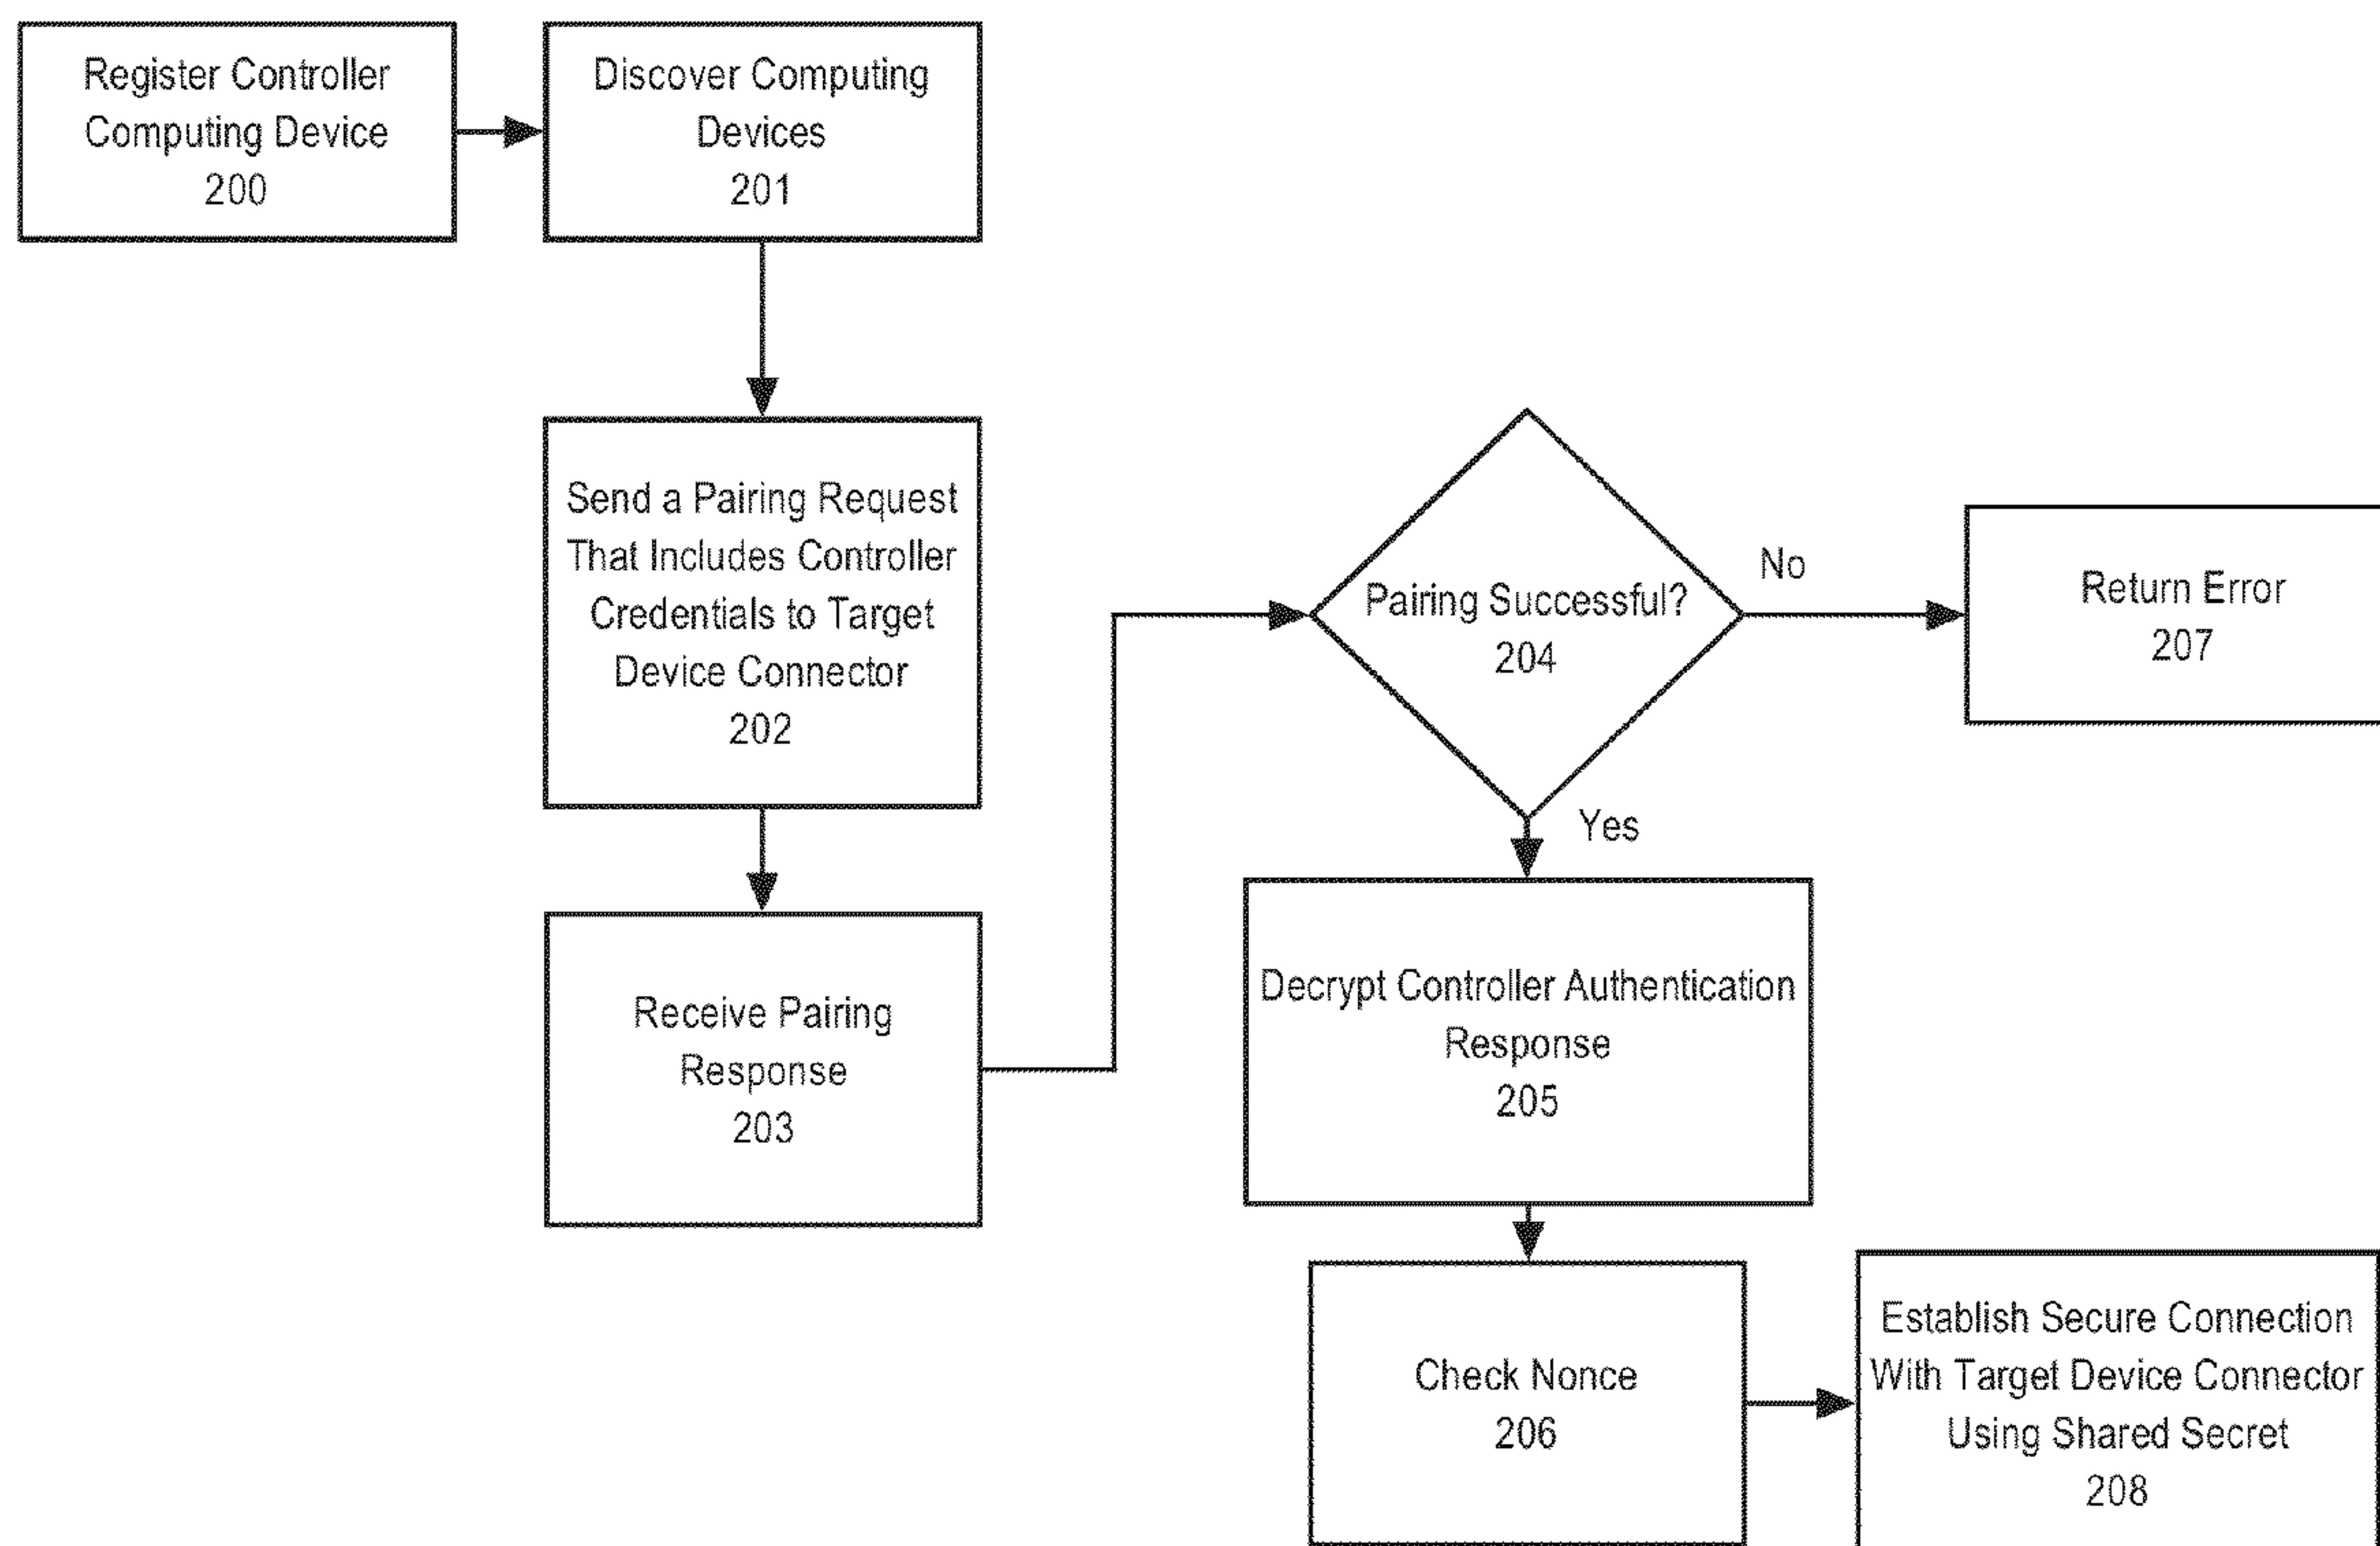 Register Controller
Computing Device
200
Discover Computing
Devices
201
Send a Pairing Request
That Includes Controller
Credentials to Target
Device Connector
202
Receive Pairing
Response
203
Pairing Successful?
204
No
Return Error
207
Yes
Decrypt Controller Authentication
Response
205
Check Nonce
206
Establish Secure Connection
With Target Device Connector
Using Shared Secret
208